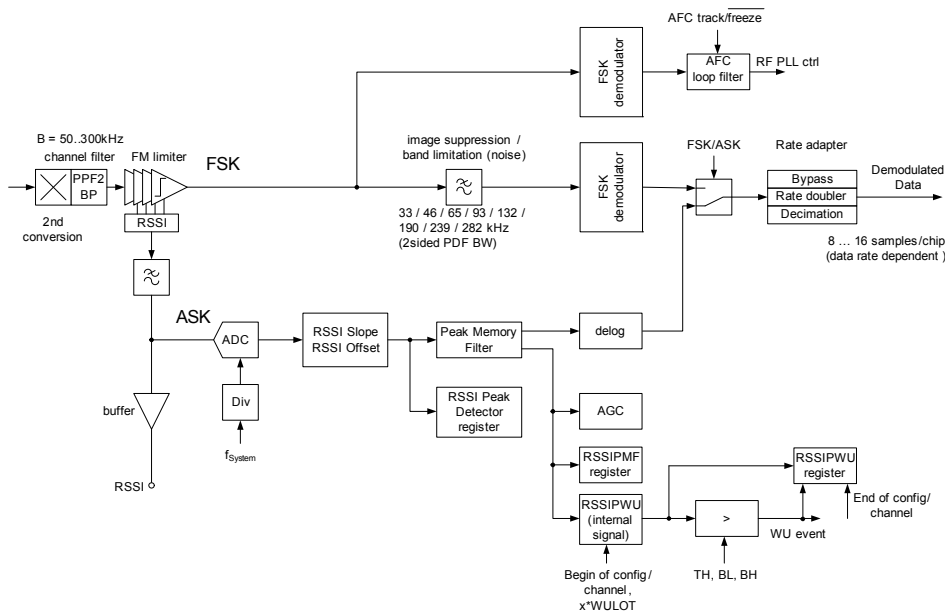 AFC track/freeze
FSK
demodulator
AFC
loop filter
RF PLL ctrl
B = 50..300kHz
channel filter
FM limiter
FSK
PPF2
BP
2nd
conversion
RSSI
image suppression /
band limitation (noise)
33 / 46 / 65 / 93 / 132 /
190 / 239 / 282 kHz
(2sided PDF BW)
FSK
demodulator
FSK/ASK
Rate adapter
Bypass
Rate doubler
Decimation
Demodulated
Data
8 ... 16 samples/chip
(data rate dependent )
ASK
ADC
RSSI Slope
RSSI Offset
Peak Memory
Filter
delog
Div
fSystem
buffer
RSSI
RSSI Peak
Detector
register
AGC
RSSIPMF
register
RSSIPWU
(internal
signal)
Begin of config/
channel ,
x*WULOT
>
TH, BL, BH
WU event
RSSIPWU
register
End of config/
channel